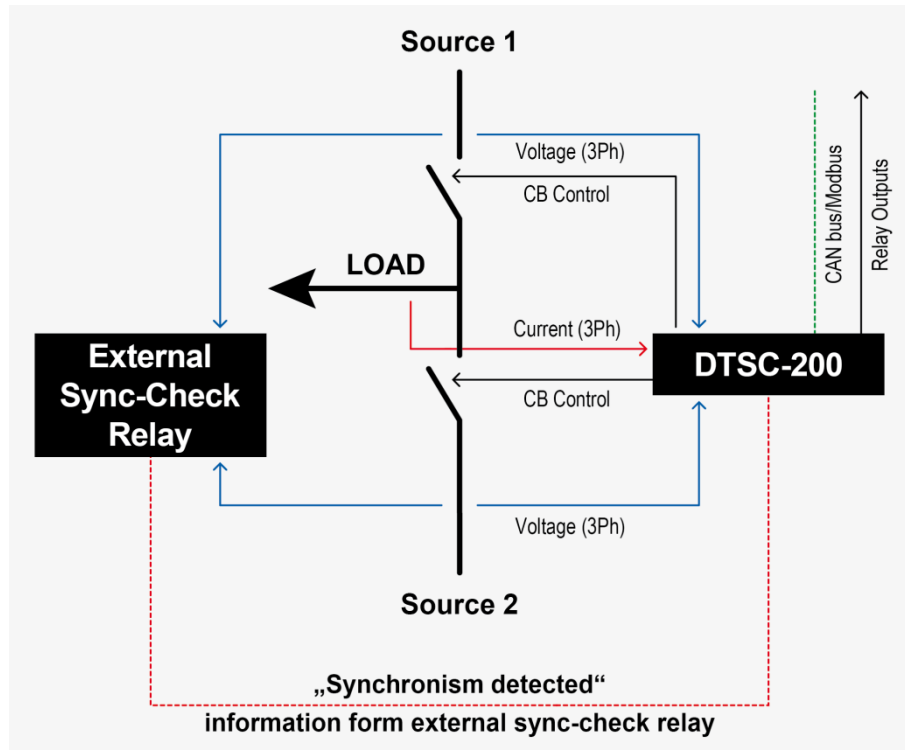 Source 1
Voltage (3Ph)
CB Control
CAN bus/Modbus
Relay Outputs
LOAD
Current (3Ph)
External
Sync-Check
Relay
DTSC-200
CB Control
Voltage (3Ph)
Source 2
„Synchronism detected“
information form external sync-check relay